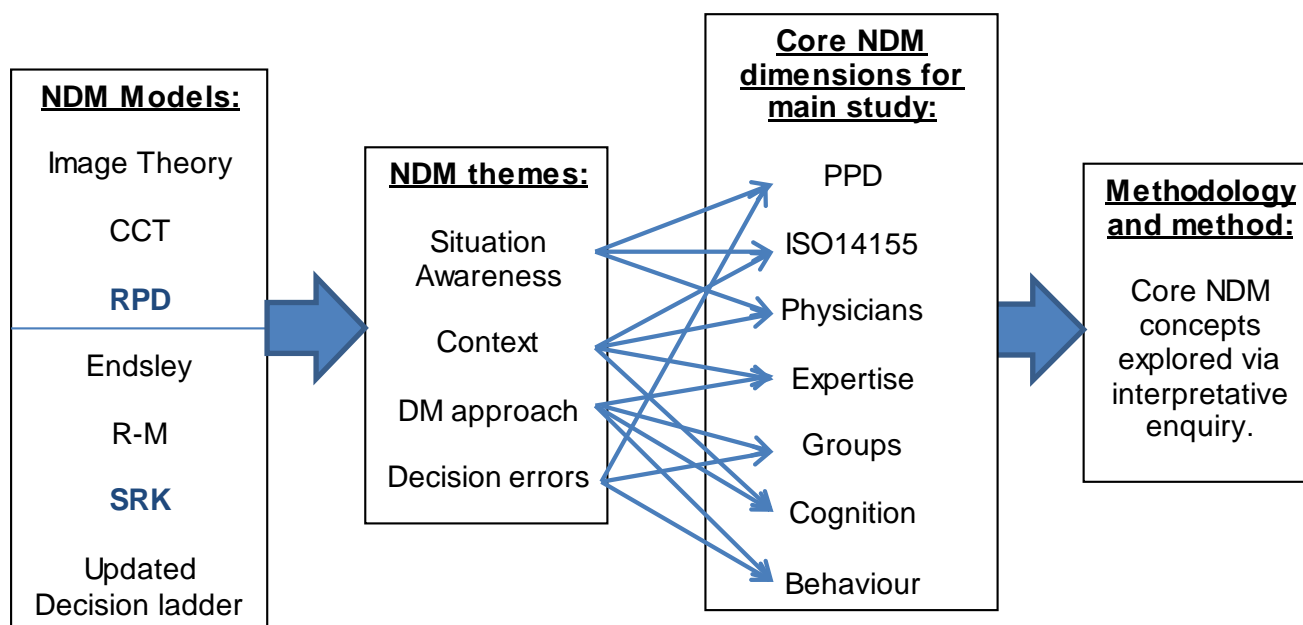 NDM Models:
Image Theory
CCT
RPD
Endsley
R-M
SRK
Updated
Decision ladder
NDM themes:
Situation
Awareness
Context
DM approach
Decision errors
Core NDM
dimensions for
main study:
PPD
ISO14155
Physicians
Expertise
Groups
Cognition
Behaviour
Methodology
and method:
Core NDM
concepts
explored via
interpretative
enquiry.